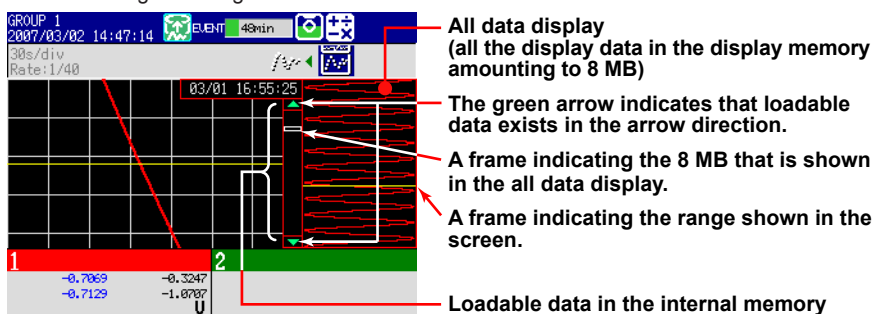 GROUP 1
2007/03/02 14:47:14
EVENT
48min
30s/div
Rate:1/40
03/01 16:55:25
1
2
-0.7069
-0.3247
-0.7129
-1.0707
U
All data display
(all the display data in the display memory
amounting to 8 MB)
The green arrow indicates that loadable
data exists in the arrow direction.
A frame indicating the 8 MB that is shown
in the all data display.
A frame indicating the range shown in the
screen.
Loadable data in the internal memory